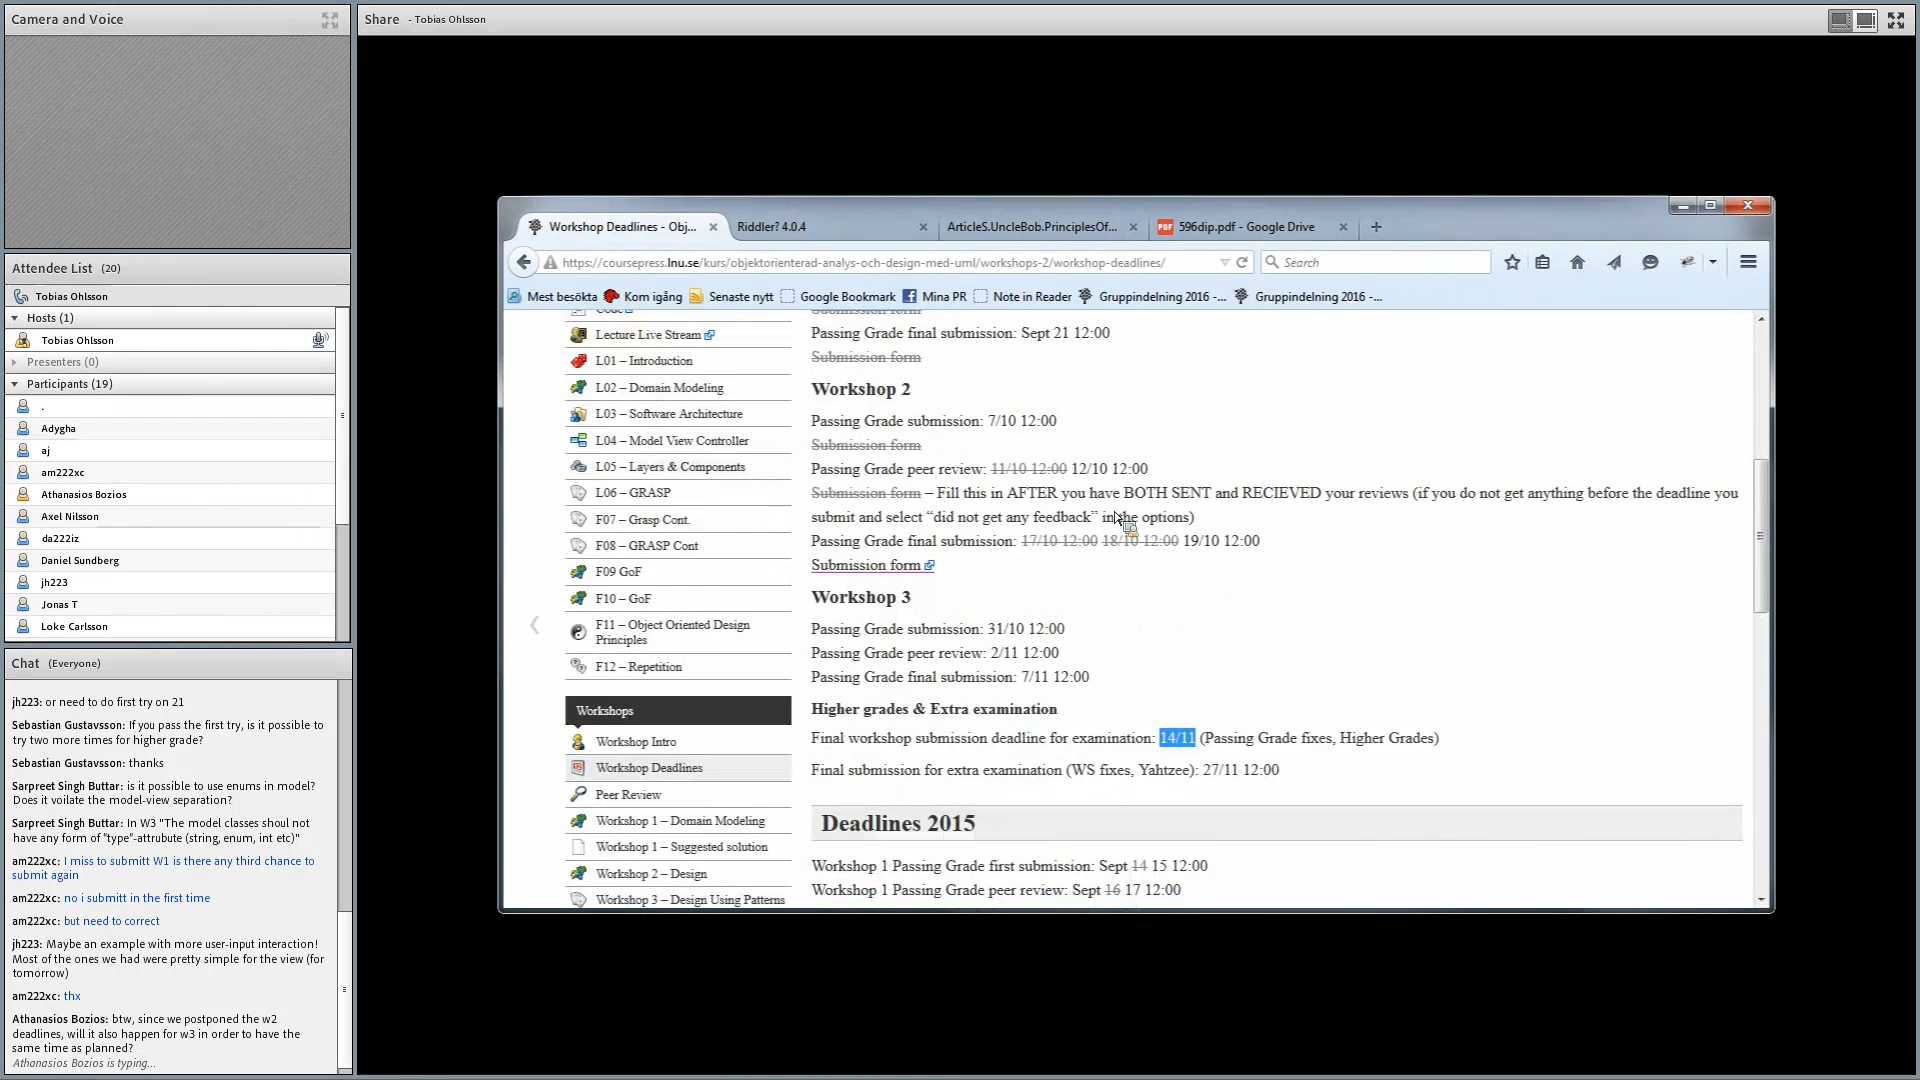 Camera and Voice
Share - Tobias Ohlsson
Attendee List (20)
Tobias Ohlsson
Hosts (1)
Tobias Ohlsson
Presenters (0)
Participants (19)
.
Adygha
aj
am222xc
Athanasios Bozios
Axel Nilsson
da222iz
Daniel Sundberg
jh223
Jonas T
Loke Carlsson
Chat (Everyone)
jh223: or need to do first try on 21
Sebastian Gustavsson: If you pass the first try, is it possible to
try two more times for higher grade?
Sebastian Gustavsson: thanks
Sarpreet Singh Buttar: is it possible to use enums in model?
Does it voilate the model-view separation?
Sarpreet Singh Buttar: In W3 "The model classes shoul not
have any form of “type”-attrubute (string, enum, int etc)"
am222xc: I miss to submitt W1 is there any third chance to
submit again
am222xc: no i submitt in the first time
am222xc: but need to correct
jh223: Maybe an example with more user-input interaction!
Most of the ones we had were pretty simple for the view (for
tomorrow)
am222xc: thx
Athanasios Bozios: btw, since we postponed the w2
deadlines, will it also happen for w3 in order to have the
same time as planned?
Athanasios Bozios is typing...
Workshop Deadlines - Obj...
Riddler? 4.0.4
ArticleS.UncleBob.PrinciplesOf...
PDF 596dip.pdf - Google Drive
https://coursepress.lnu.se/kurs/objektorienterad-analys-och-design-med-uml/workshops-2/workshop-deadlines/
Search
Mest besökta Kom igång Senaste nytt Google Bookmark Mina PR Note in Reader Gruppindelning 2016 -... Gruppindelning 2016 -...
Code
Lecture Live Stream
L01 – Introduction
L02 – Domain Modeling
L03 – Software Architecture
L04 – Model View Controller
L05 – Layers & Components
L06 – GRASP
F07 – Grasp Cont.
F08 – GRASP Cont
F09 GoF
F10 – GoF
F11 – Object Oriented Design
Principles
F12 – Repetition
Workshops
Workshop Intro
Workshop Deadlines
Peer Review
Workshop 1 – Domain Modeling
Workshop 1 – Suggested solution
Workshop 2 – Design
Workshop 3 – Design Using Patterns
Submission form
Passing Grade final submission: Sept 21 12:00
Submission form
Workshop 2
Passing Grade submission: 7/10 12:00
Submission form
Passing Grade peer review: 11/10 12:00 12/10 12:00
Submission form – Fill this in AFTER you have BOTH SENT and RECIEVED your reviews (if you do not get anything before the deadline you
submit and select “did not get any feedback” in the options)
Passing Grade final submission: 17/10 12:00 18/10 12:00 19/10 12:00
Submission form
Workshop 3
Passing Grade submission: 31/10 12:00
Passing Grade peer review: 2/11 12:00
Passing Grade final submission: 7/11 12:00
Higher grades & Extra examination
Final workshop submission deadline for examination: 14/11 (Passing Grade fixes, Higher Grades)
Final submission for extra examination (WS fixes, Yahtzee): 27/11 12:00
Deadlines 2015
Workshop 1 Passing Grade first submission: Sept 14 15 12:00
Workshop 1 Passing Grade peer review: Sept 16 17 12:00